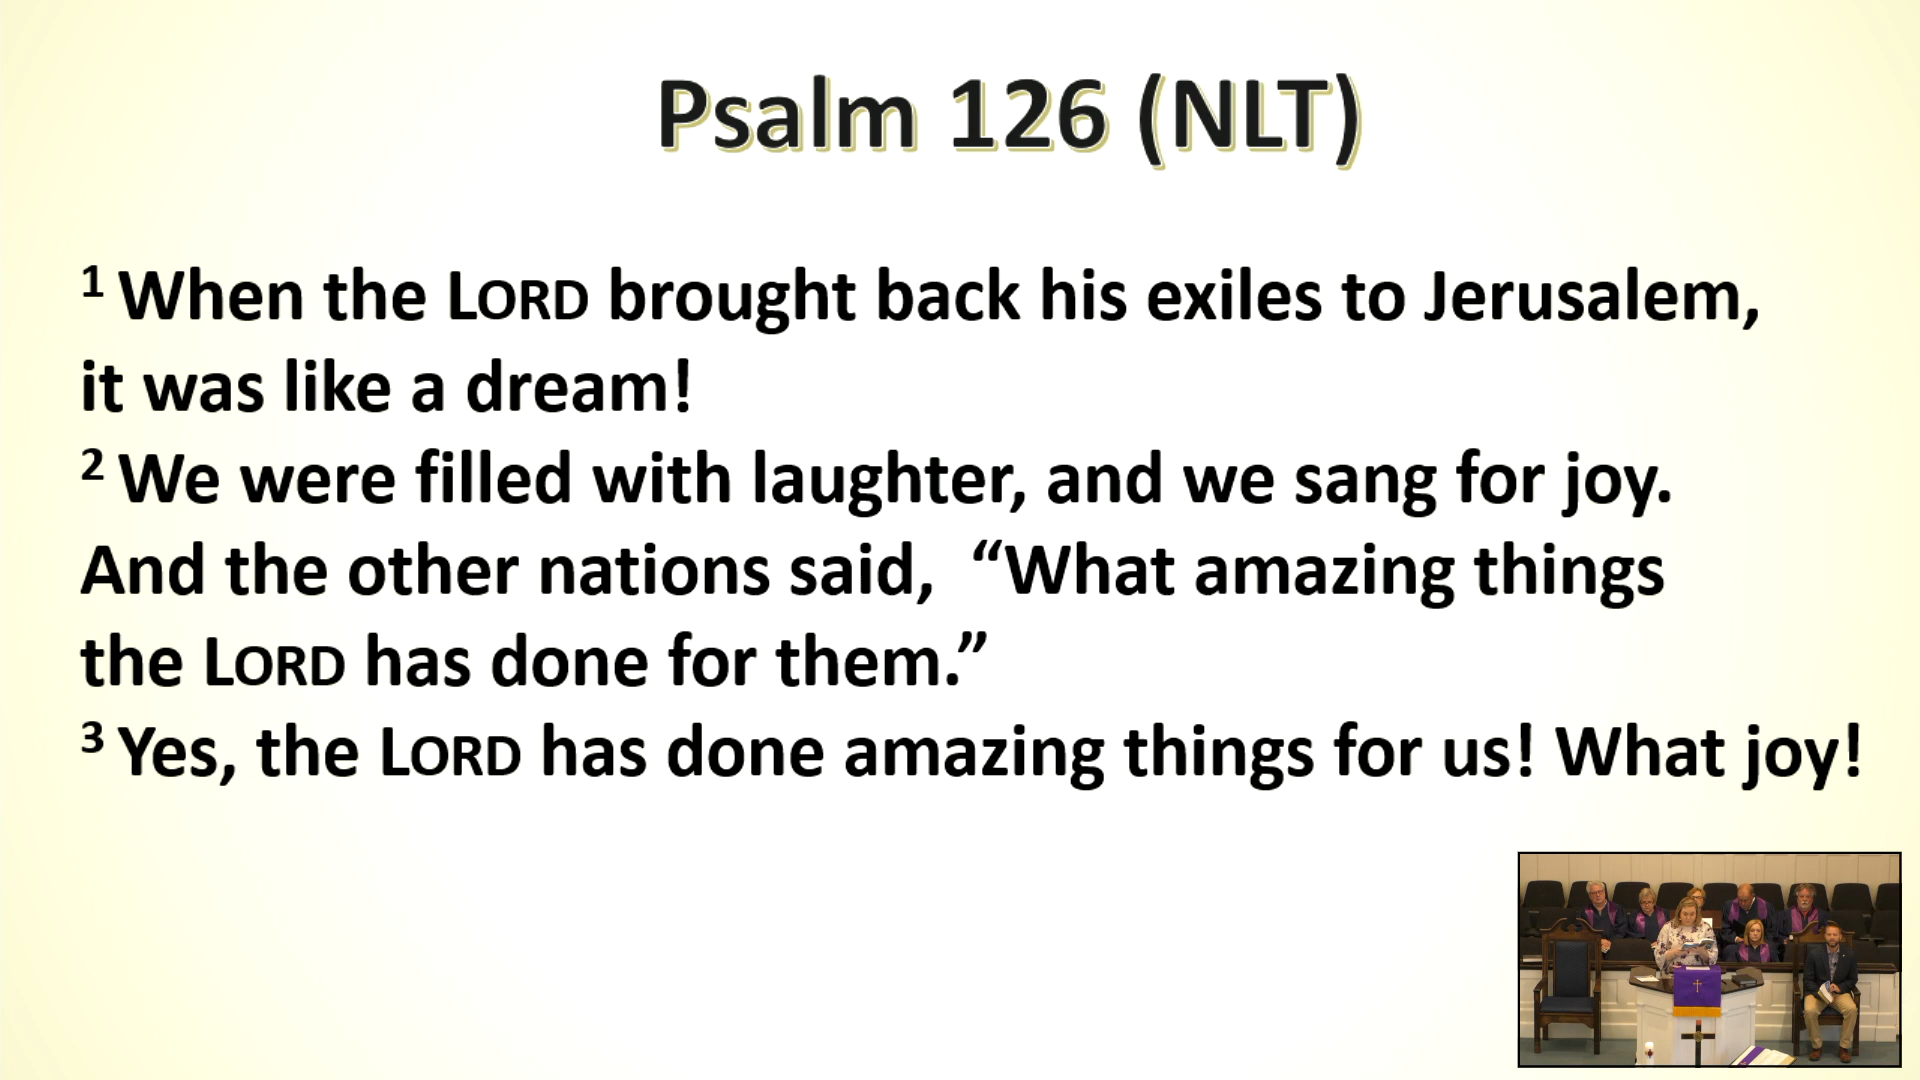 Psalm 126 (NLT)
1 When the LORD brought back his exiles to Jerusalem,
it was like a dream!
2 We were filled with laughter, and we sang for joy.
And the other nations said,  “What amazing things
the LORD has done for them.”
3 Yes, the LORD has done amazing things for us! What joy!